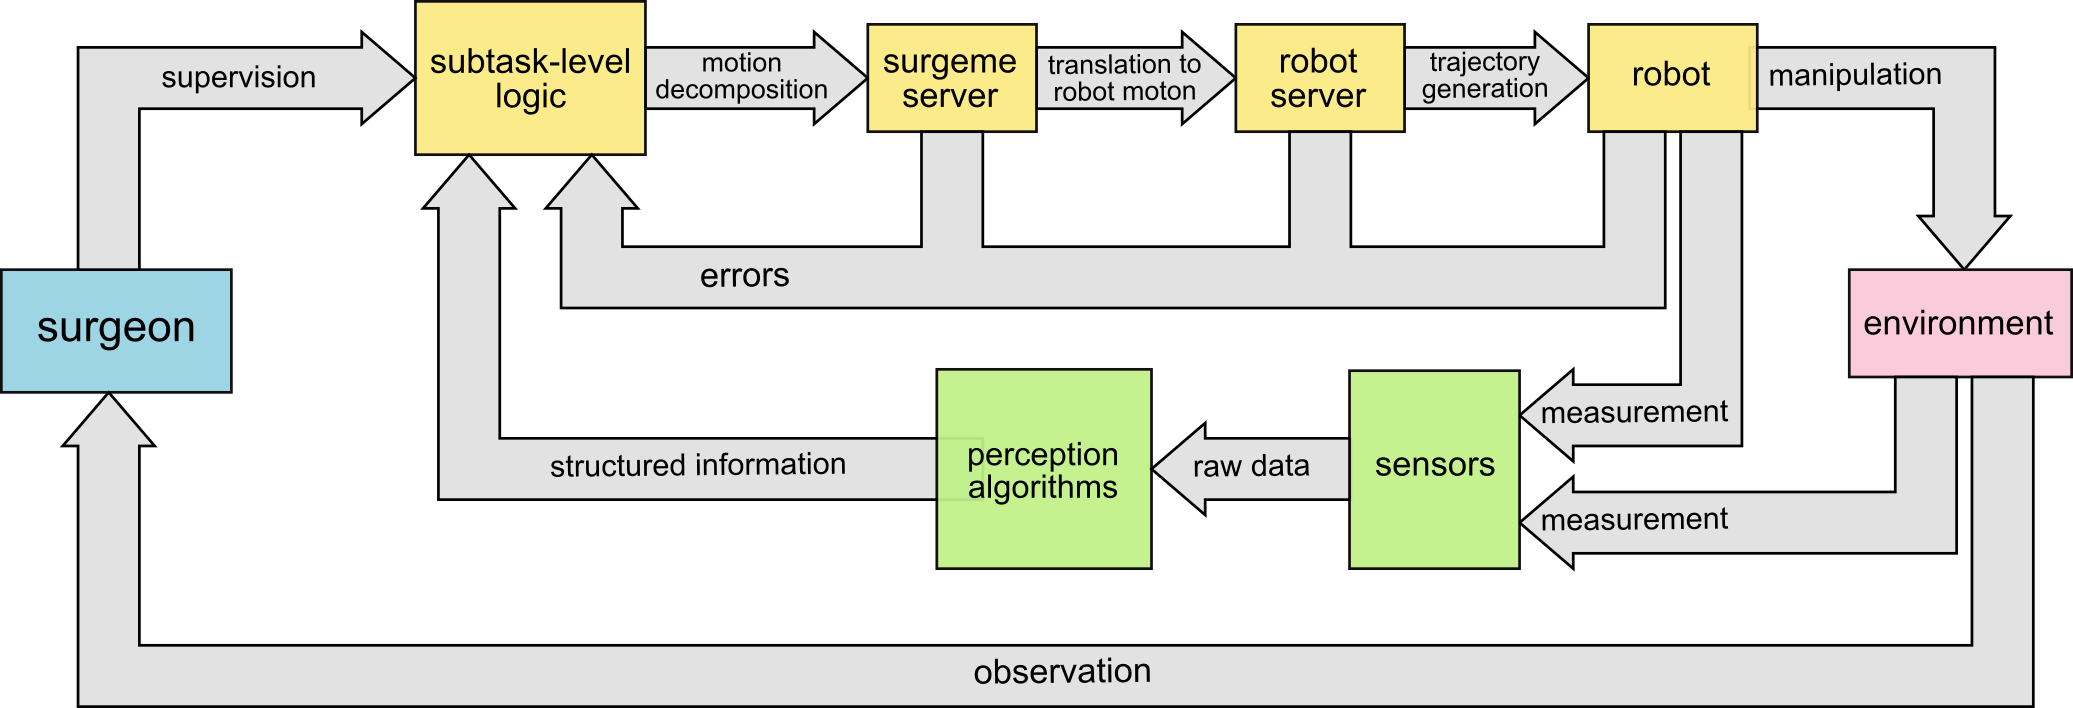 supervision
subtask-level
logic
motion
decomposition
surgeme
server
translation to
robot moton
robot
server
trajectory
generation
robot
manipulation
errors
surgeon
environment
measurement
perception
algorithms
structured information
raw data
sensors
measurement
observation